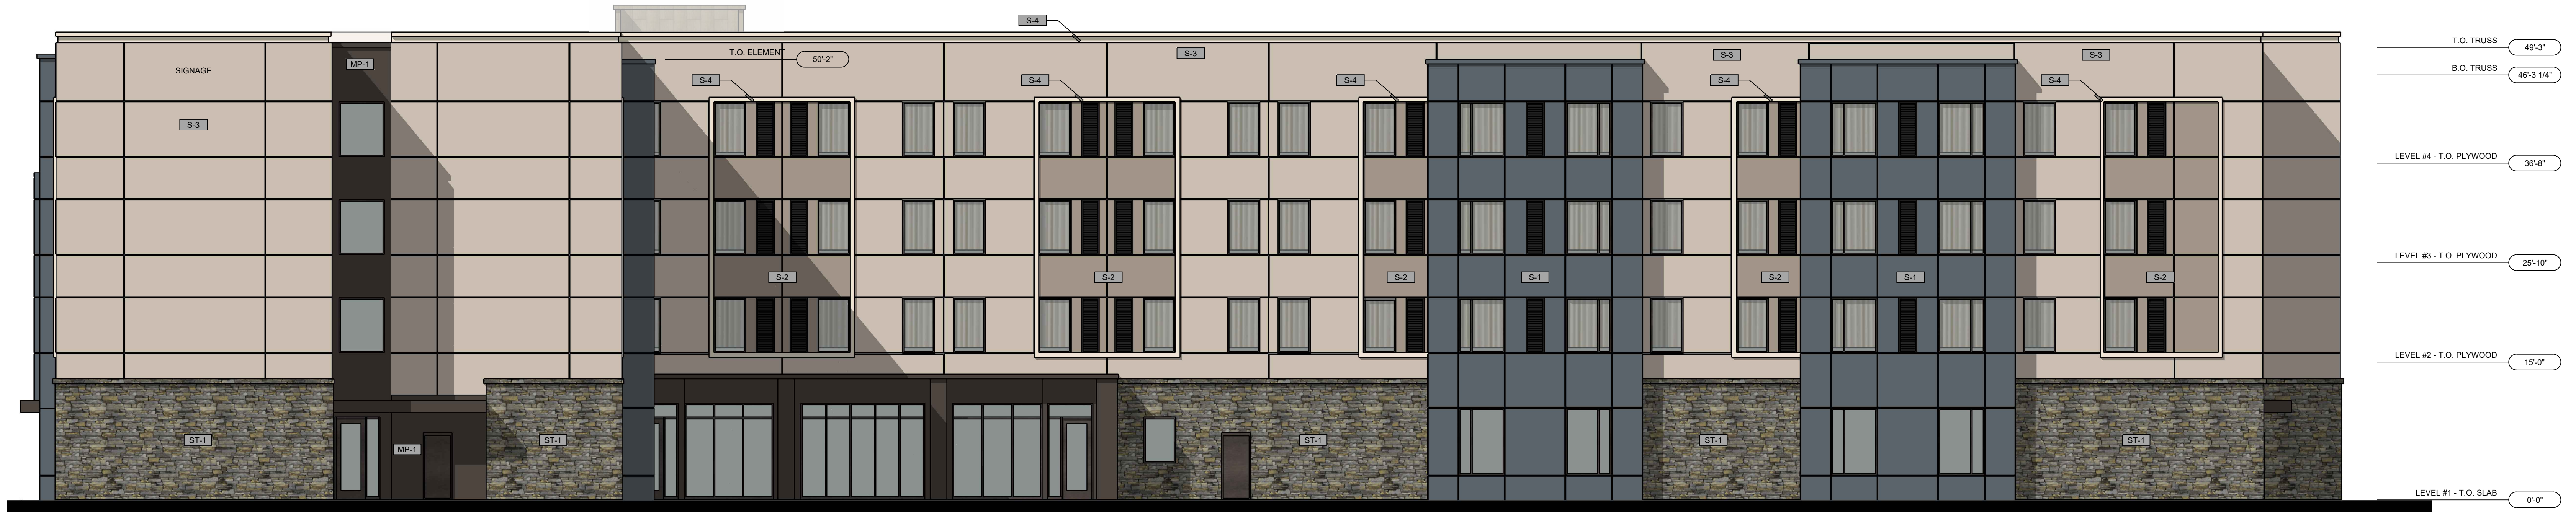 S-4
T.O. TRUSS
49'-3"
T.O. ELEMENT
50'-2"
S-3
S-3
S-3
MP-1
SIGNAGE
B.O. TRUSS
46'-3 1/4"
S-4
S-4
S-4
S-4
S-4
S-3
LEVEL #4 - T.O. PLYWOOD
36'-8"
LEVEL #3 - T.O. PLYWOOD
25'-10"
S-2
S-2
S-2
S-1
S-2
S-1
S-2
LEVEL #2 - T.O. PLYWOOD
15'-0"
ST-1
MP-1
ST-1
ST-1
ST-1
ST-1
LEVEL #1 - T.O. SLAB
0'-0"